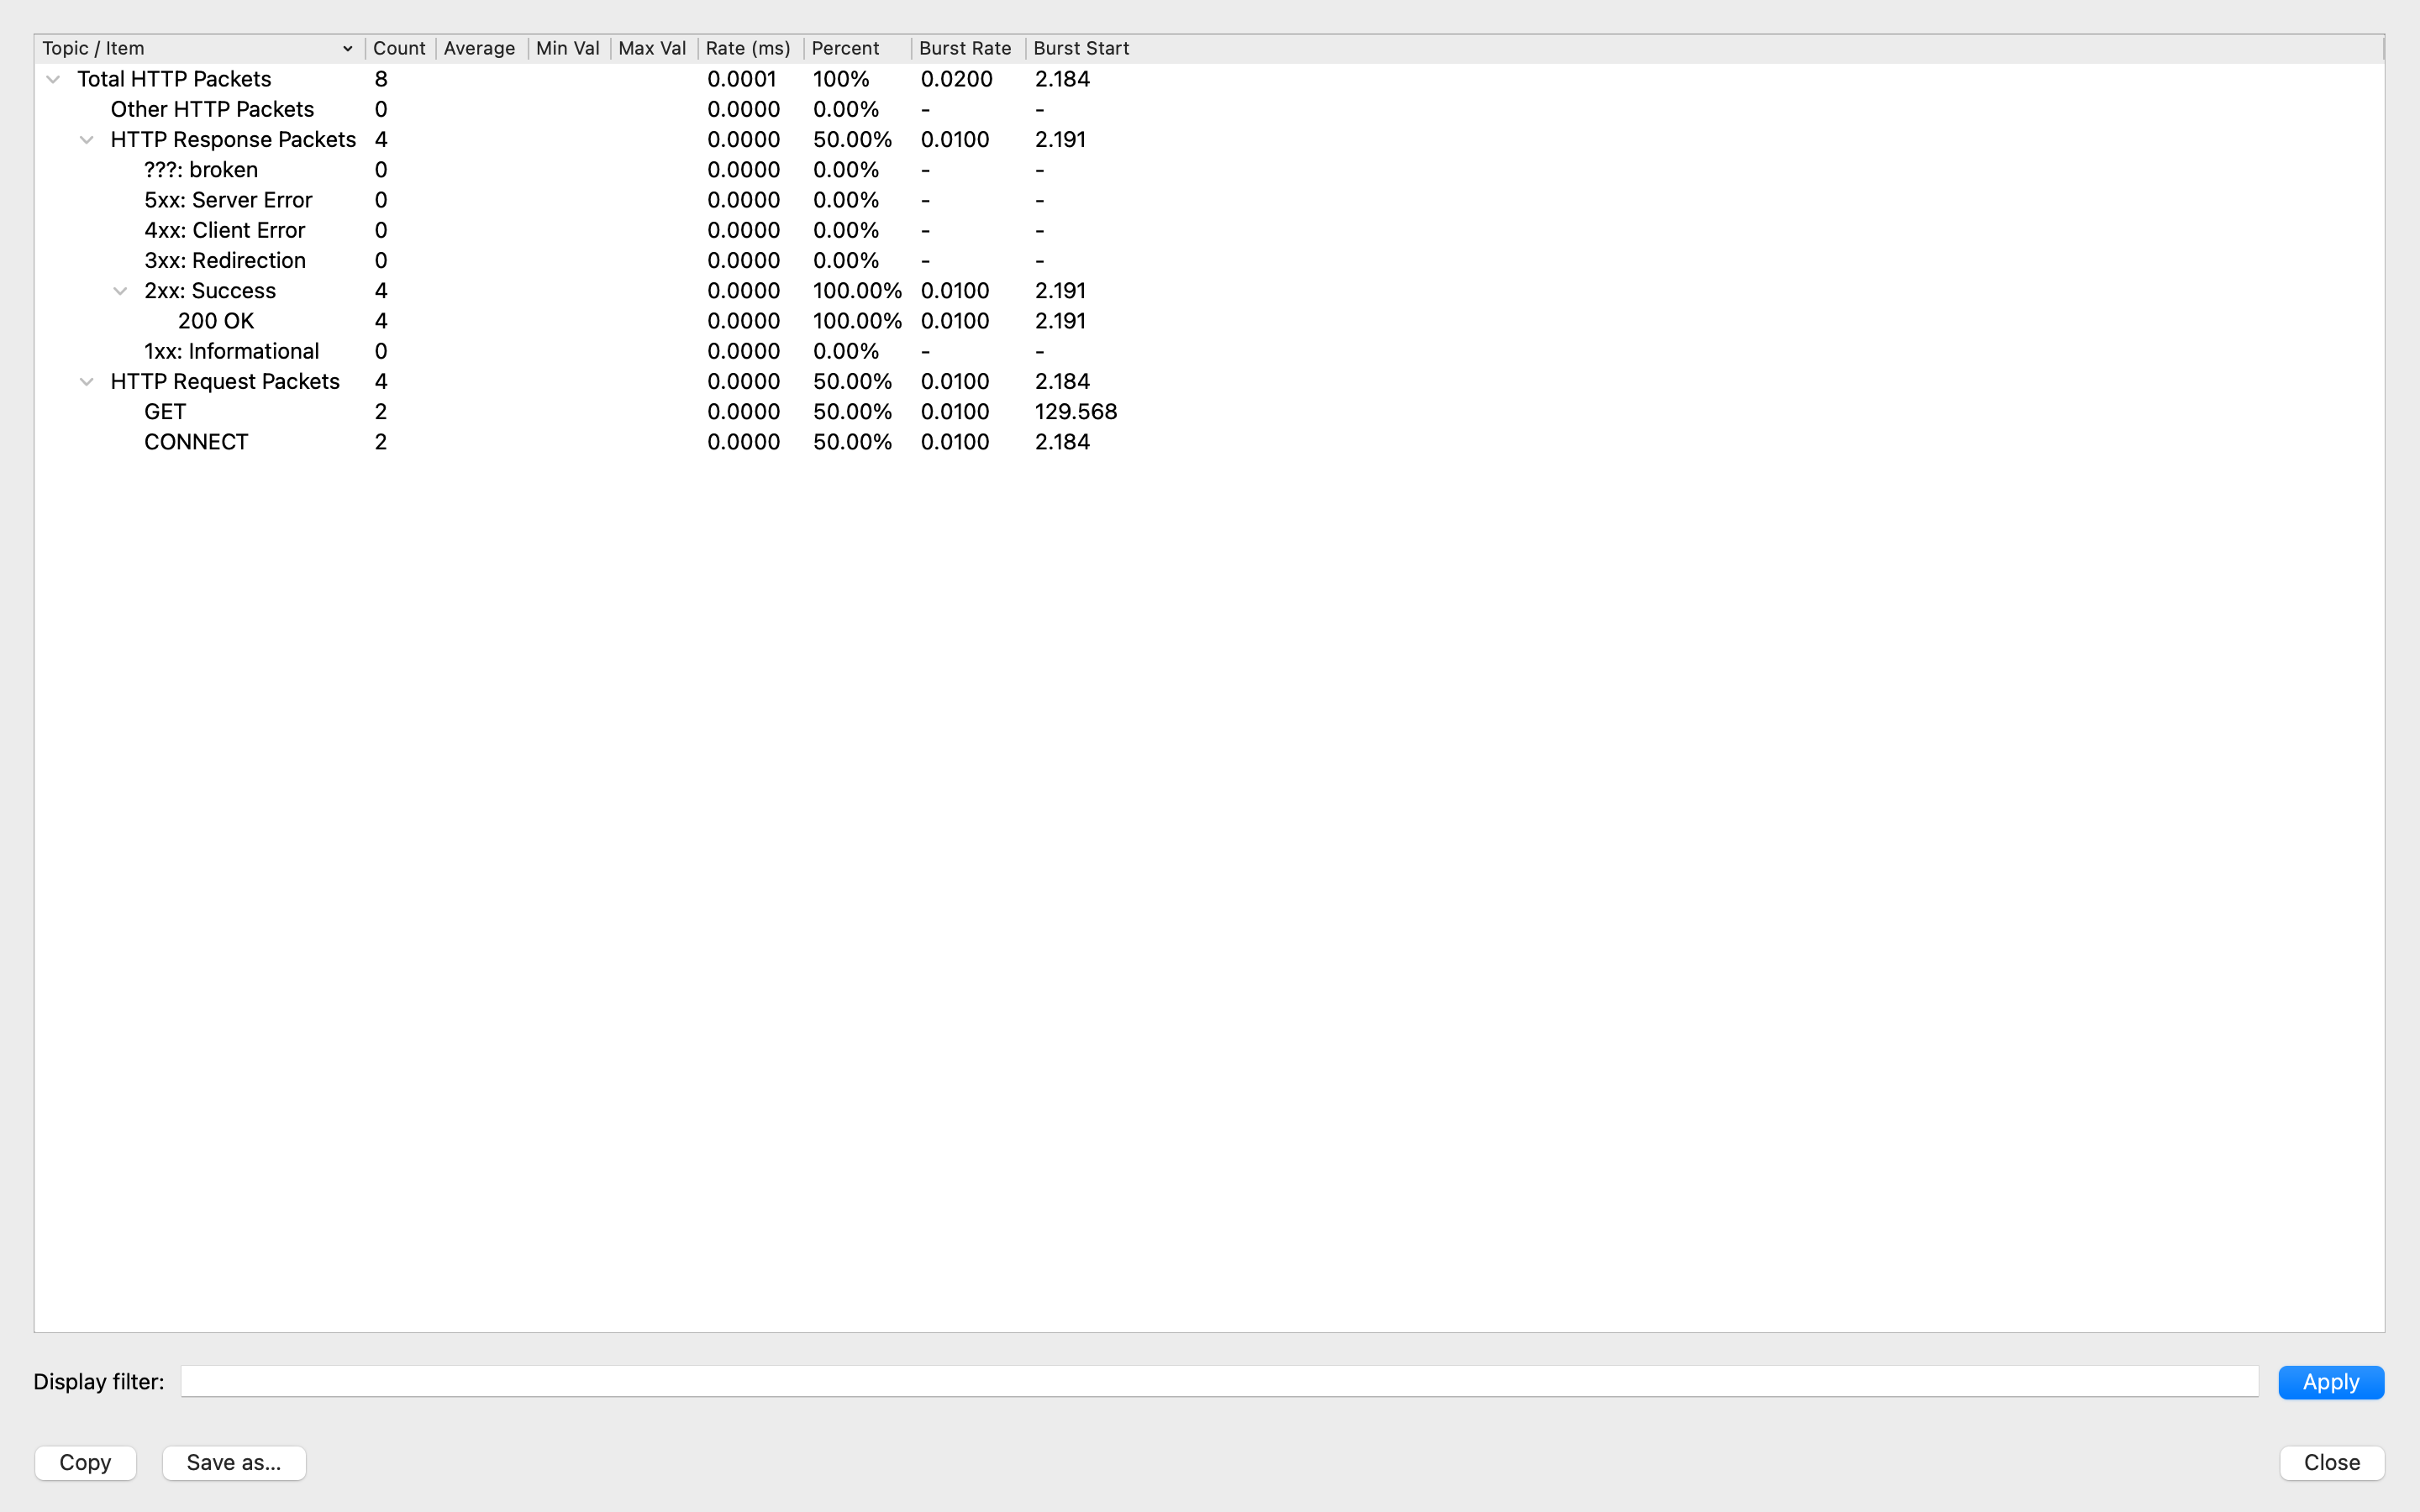 Topic / Item Count Average Min Val Max Val Rate (ms) Percent Burst Rate Burst Start
Total HTTP Packets 8 0.0001 100% 0.0200 2.184
Other HTTP Packets 0 0.0000 0.00% - -
HTTP Response Packets 4 0.0000 50.00% 0.0100 2.191
???: broken 0 0.0000 0.00% - -
5xx: Server Error 0 0.0000 0.00% - -
4xx: Client Error 0 0.0000 0.00% - -
3xx: Redirection 0 0.0000 0.00% - -
2xx: Success 4 0.0000 100.00% 0.0100 2.191
200 OK 4 0.0000 100.00% 0.0100 2.191
1xx: Informational 0 0.0000 0.00% - -
HTTP Request Packets 4 0.0000 50.00% 0.0100 2.184
GET 2 0.0000 50.00% 0.0100 129.568
CONNECT 2 0.0000 50.00% 0.0100 2.184
Display filter: Apply
Copy Save as... Close